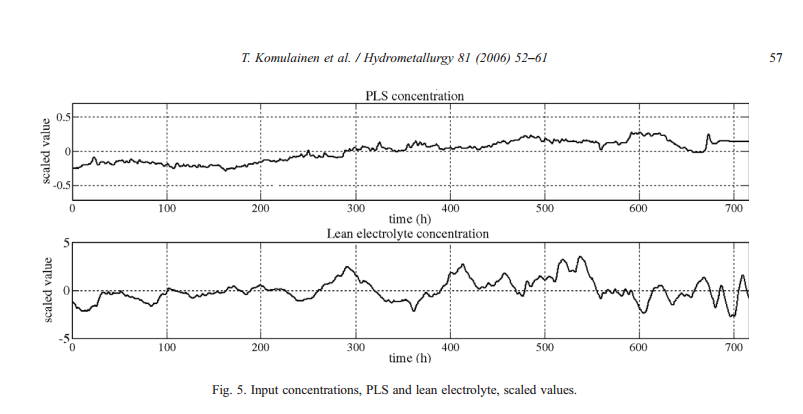 T. Komulainen et al. / Hydrometallurgy 81 (2006) 52–61
57
PLS concentration
scaled value
0.5
0
-0.5
0 100 200 300 400 500 600 700
time (h)
Lean electrolyte concentration
scaled value
5
0
-5
0 100 200 300 400 500 600 700
time (h)
Fig. 5. Input concentrations, PLS and lean electrolyte, scaled values.